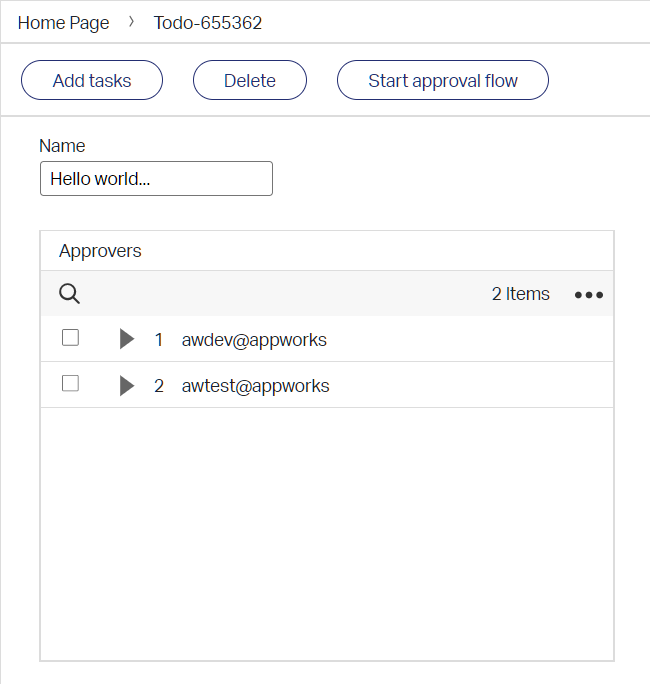 Home Page > Todo-655362
Add tasks Delete Start approval flow
Name
Hello world...
Approvers
2 Items •••
1 awdev@appworks
2 awtest@appworks